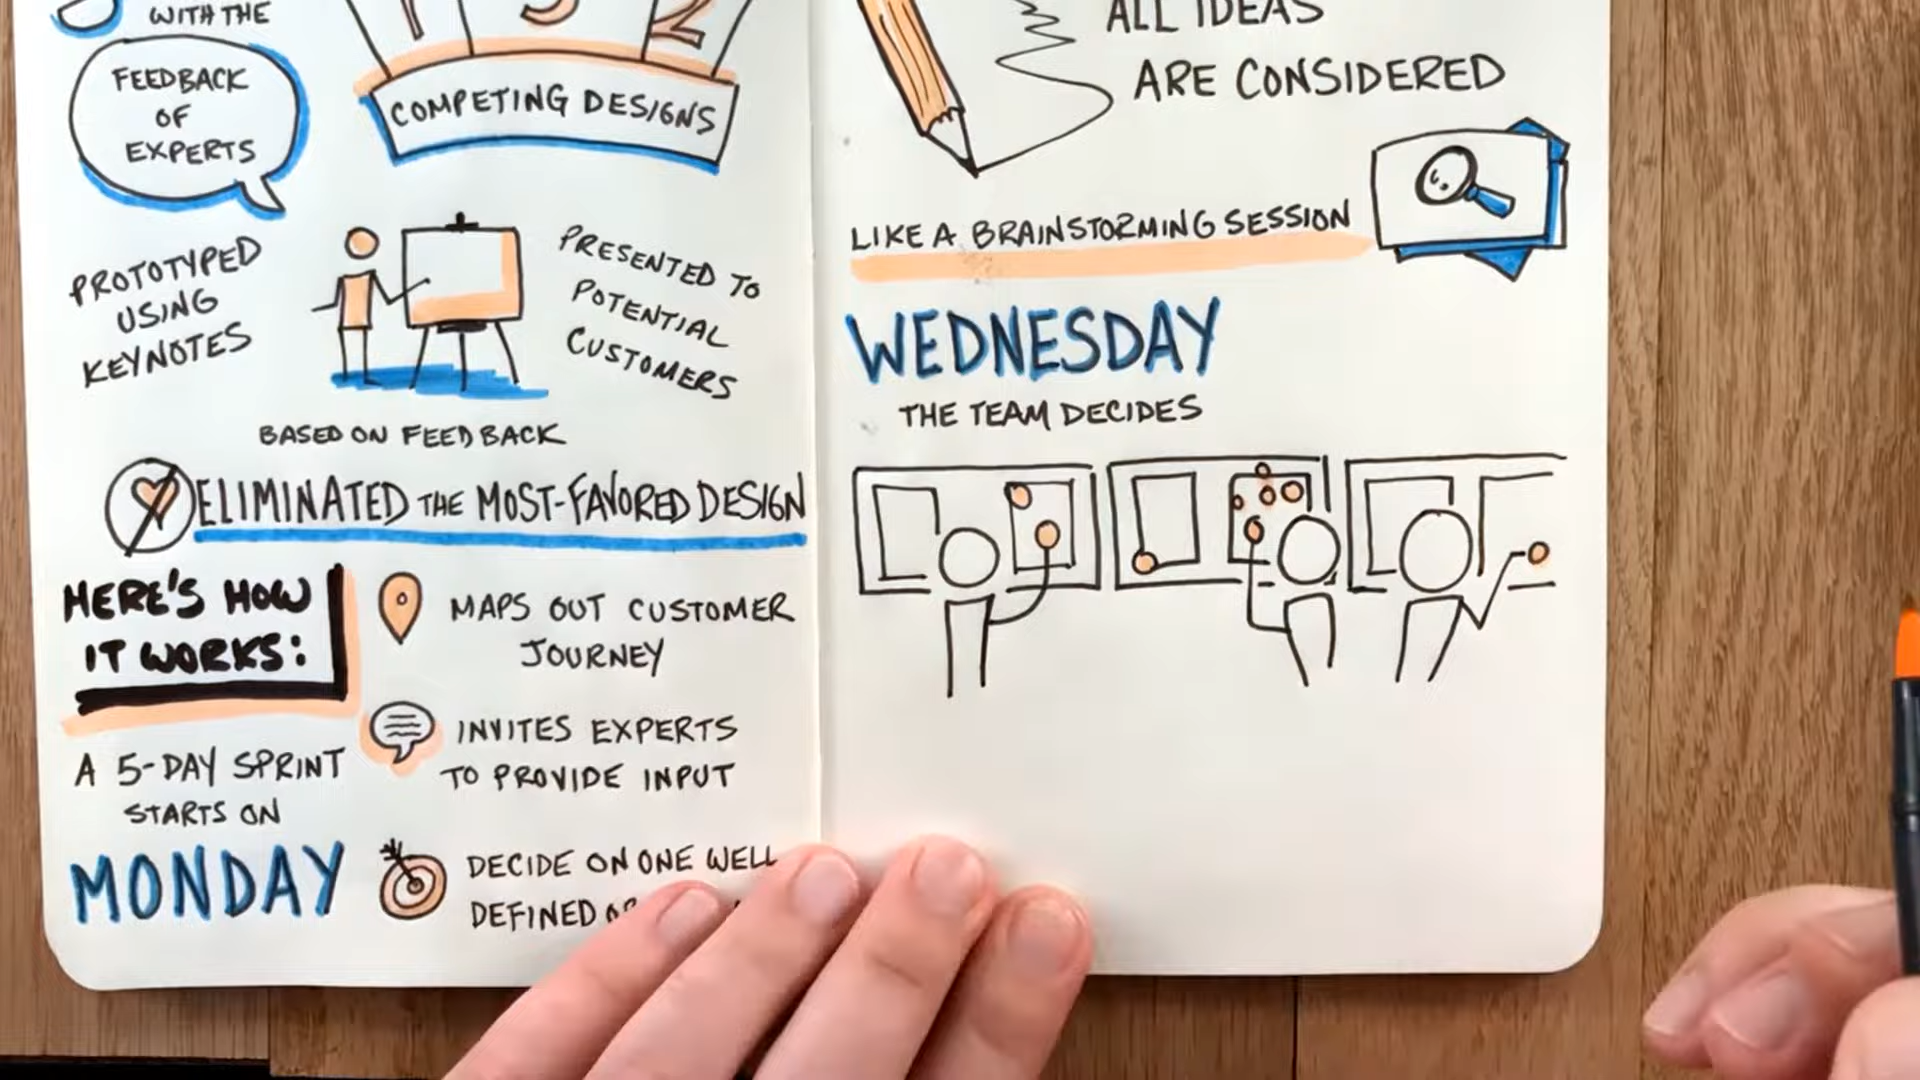 WITH THE
FEEDBACK
OF
EXPERTS
1 3 2
COMPETING DESIGNS
PROTOTYPED
USING
KEYNOTES
PRESENTED TO
POTENTIAL
CUSTOMERS
BASED ON FEEDBACK
ELIMINATED THE MOST-FAVORED DESIGN
HERE'S HOW
IT WORKS:
A 5-DAY SPRINT
STARTS ON
MONDAY
MAPS OUT CUSTOMER
JOURNEY
INVITES EXPERTS
TO PROVIDE INPUT
DECIDE ON ONE WELL
DEFINED
ALL IDEAS
ARE CONSIDERED
LIKE A BRAINSTORMING SESSION
WEDNESDAY
THE TEAM DECIDES